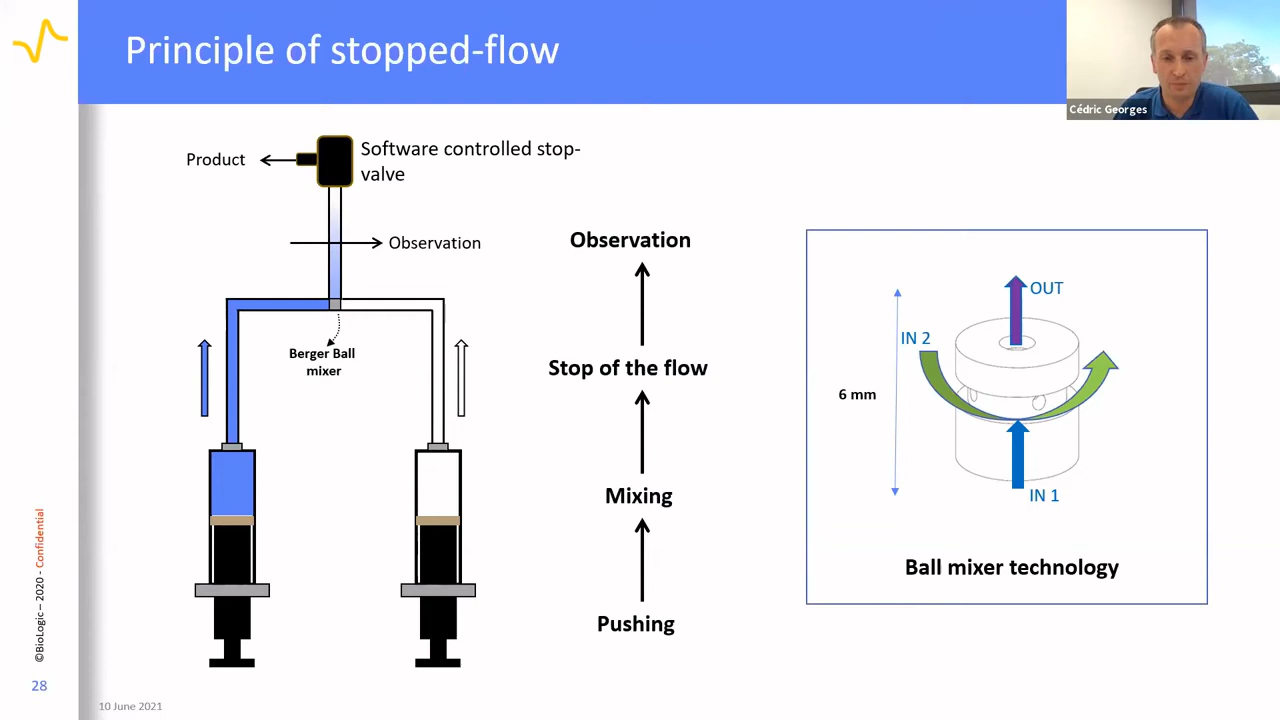 Principle of stopped-flow
Cédric Georges
Product
Software controlled stop-
valve
Observation
Berger Ball
mixer
Observation
Stop of the flow
Mixing
Pushing
OUT
IN 2
6 mm
IN 1
Ball mixer technology
©BioLogic – 2020 - Confidential
28
10 June 2021